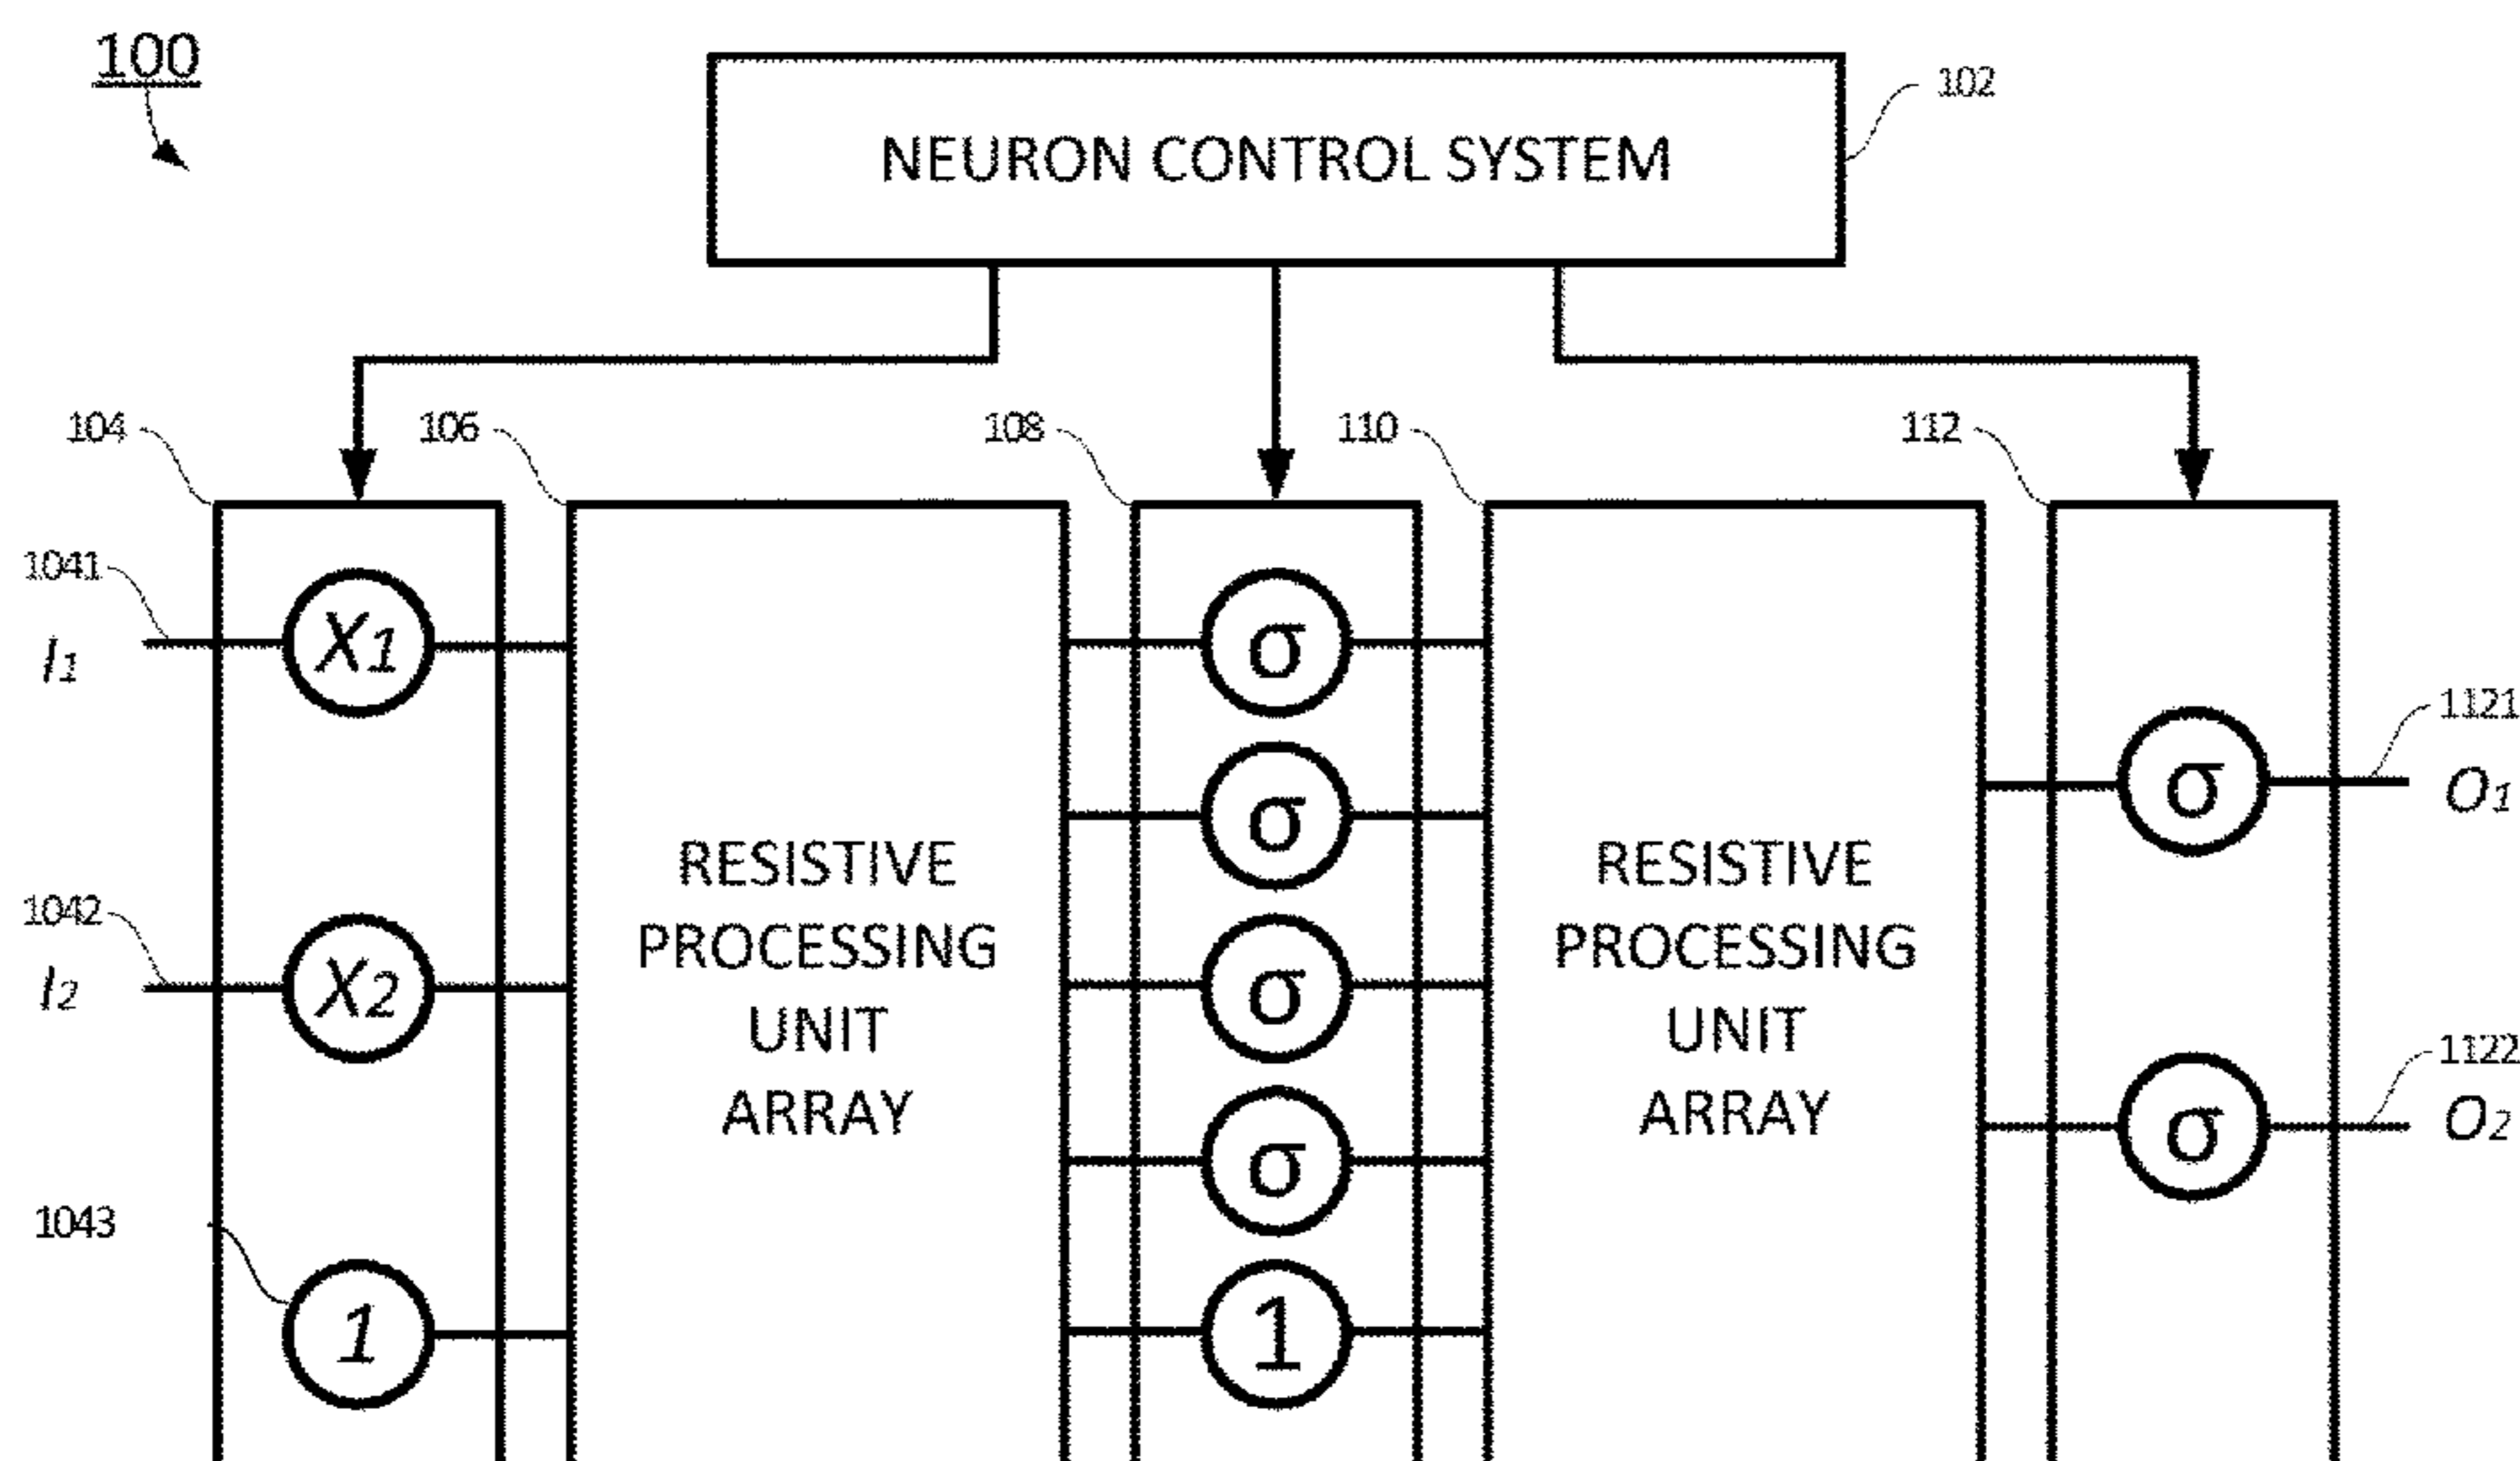 100
102
NEURON CONTROL SYSTEM
104
106
108
110
112
1041
I1
X1
σ
1121
σ
O1
σ
RESISTIVE
PROCESSING
UNIT
ARRAY
RESISTIVE
PROCESSING
UNIT
ARRAY
1042
I2
X2
σ
1122
σ
O2
σ
1043
1
1